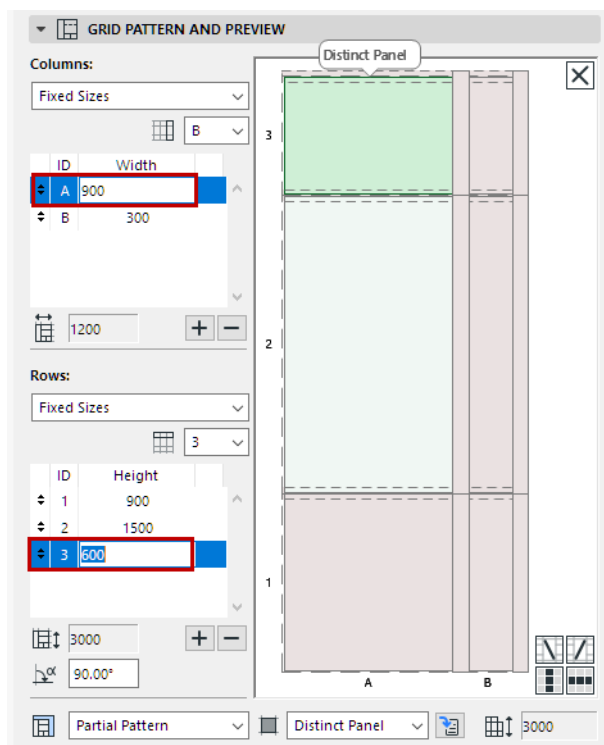 GRID PATTERN AND PREVIEW
Columns:
Fixed Sizes
B
ID Width
A 900
B 300
1200
Rows:
Fixed Sizes
3
ID Height
1 900
2 1500
3 600
3000
α 90.00°
Distinct Panel
3
2
1
A B
Partial Pattern Distinct Panel 3000